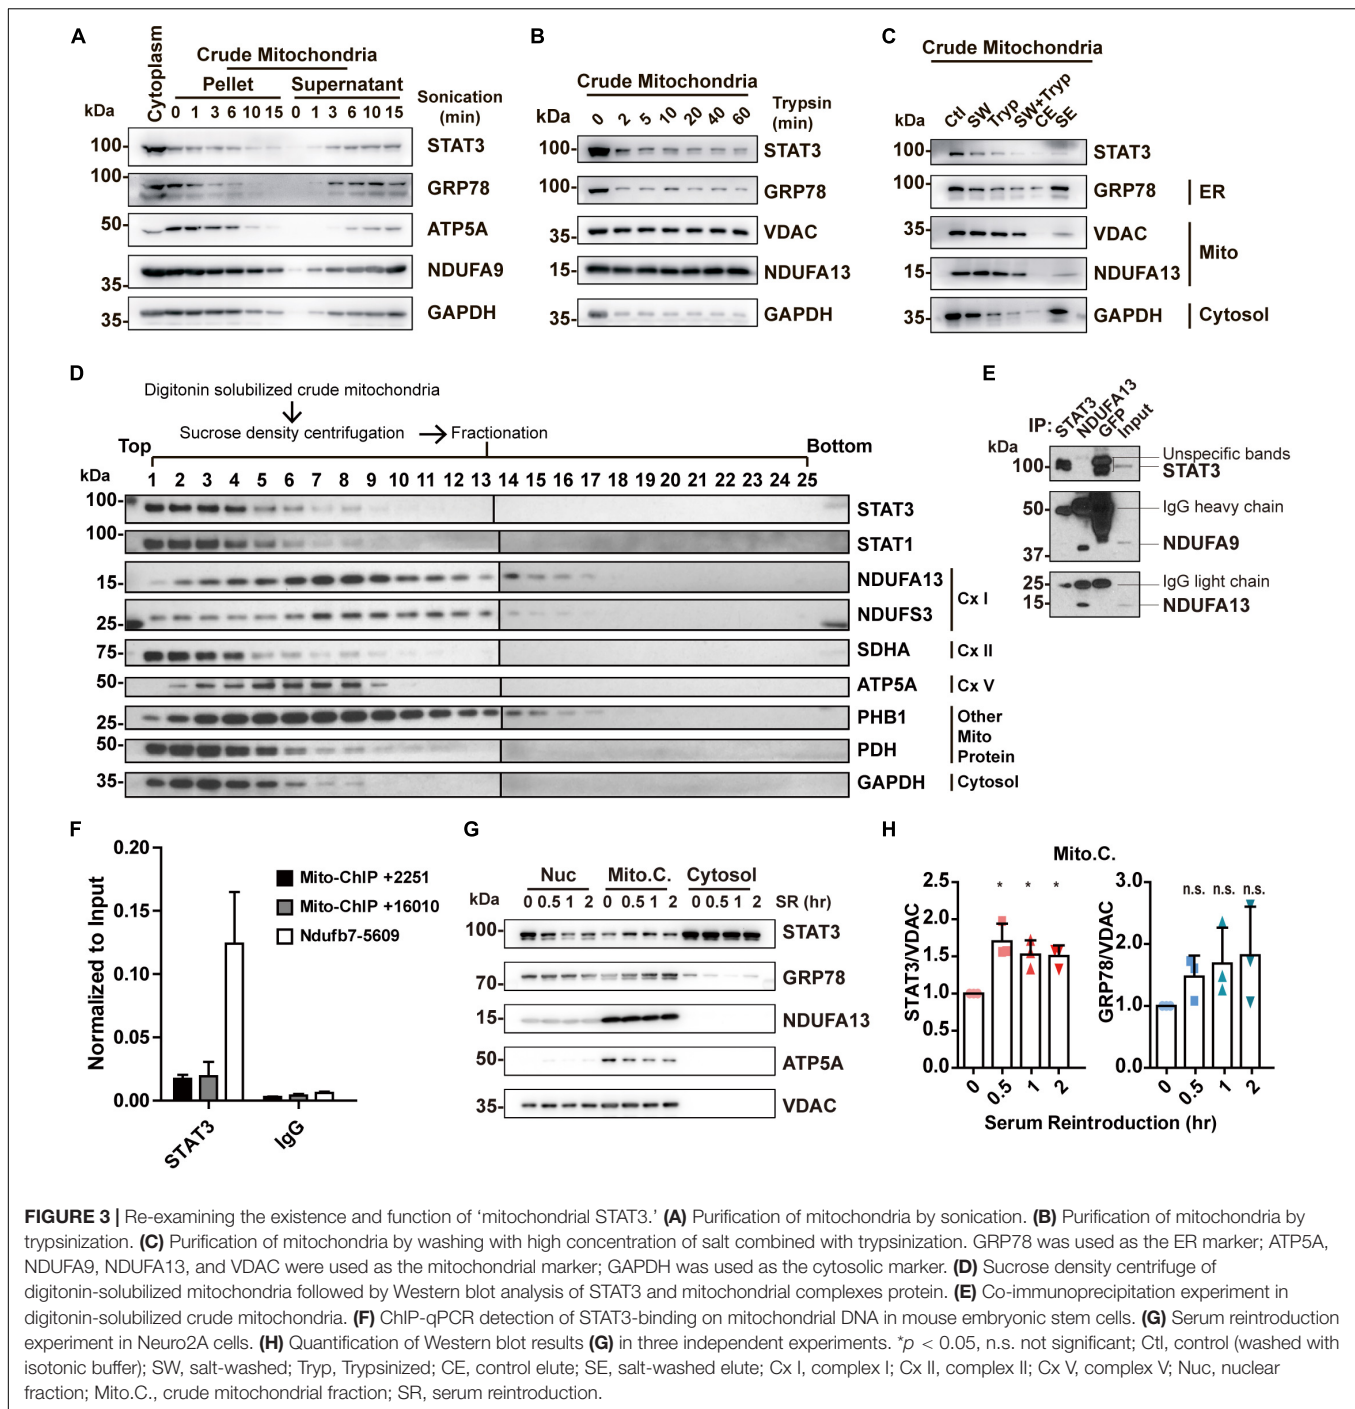 A
Crude Mitochondria
Pellet Supernatant
Cytoplasm
kDa 0 1 3 6 10 15 0 1 3 6 10 15 Sonication (min)
100 STAT3
100 GRP78
50 ATP5A
NDUFA9
35
35 GAPDH
B
Crude Mitochondria
kDa 0 2 5 10 20 40 60 Trypsin (min)
100 STAT3
100 GRP78
35 VDAC
15 NDUFA13
35 GAPDH
C
Crude Mitochondria
kDa Ctl SW Tryp SW+Tryp CE SE
100 STAT3
100 GRP78 ER
35 VDAC
Mito
15 NDUFA13
35 GAPDH Cytosol
D
Digitonin solubilized crude mitochondria
Sucrose density centrifugation Fractionation
Top Bottom
kDa 1 2 3 4 5 6 7 8 9 10 11 12 13 14 15 16 17 18 19 20 21 22 23 24 25
100 STAT3
100 STAT1
15 NDUFA13
Cx I
25 NDUFS3
75 SDHA Cx II
50 ATP5A Cx V
25 PHB1 Other
Mito
50 PDH Protein
35 GAPDH Cytosol
E
IP: STAT3 NDUFA13 GFP Input
kDa
Unspecific bands
100 STAT3
50 IgG heavy chain
NDUFA9
37
25 IgG light chain
15 NDUFA13
F
Normalized to Input
0.20
0.15
0.10
0.05
0.00
Mito-ChIP +2251
Mito-ChIP +16010
Ndufb7-5609
STAT3 IgG
G
Nuc Mito.C. Cytosol
kDa 0 0.5 1 2 0 0.5 1 2 0 0.5 1 2 SR (hr)
100 STAT3
70 GRP78
15 NDUFA13
50 ATP5A
35 VDAC
H
Mito.C.
STAT3/VDAC
2.5
2.0
1.5
1.0
0.5
0.0
* * *
0 0.5 1 2
GRP78/VDAC
3.0
2.0
1.0
0.0
n.s. n.s. n.s.
0 0.5 1 2
Serum Reintroduction (hr)
FIGURE 3 | Re-examining the existence and function of ‘mitochondrial STAT3.’ (A) Purification of mitochondria by sonication. (B) Purification of mitochondria by
trypsinization. (C) Purification of mitochondria by washing with high concentration of salt combined with trypsinization. GRP78 was used as the ER marker; ATP5A,
NDUFA9, NDUFA13, and VDAC were used as the mitochondrial marker; GAPDH was used as the cytosolic marker. (D) Sucrose density centrifuge of
digitonin-solubilized mitochondria followed by Western blot analysis of STAT3 and mitochondrial complexes protein. (E) Co-immunoprecipitation experiment in
digitonin-solubilized crude mitochondria. (F) ChIP-qPCR detection of STAT3-binding on mitochondrial DNA in mouse embryonic stem cells. (G) Serum reintroduction
experiment in Neuro2A cells. (H) Quantification of Western blot results (G) in three independent experiments. *p < 0.05, n.s. not significant; Ctl, control (washed with
isotonic buffer); SW, salt-washed; Tryp, Trypsinized; CE, control elute; SE, salt-washed elute; Cx I, complex I; Cx II, complex II; Cx V, complex V; Nuc, nuclear
fraction; Mito.C., crude mitochondrial fraction; SR, serum reintroduction.